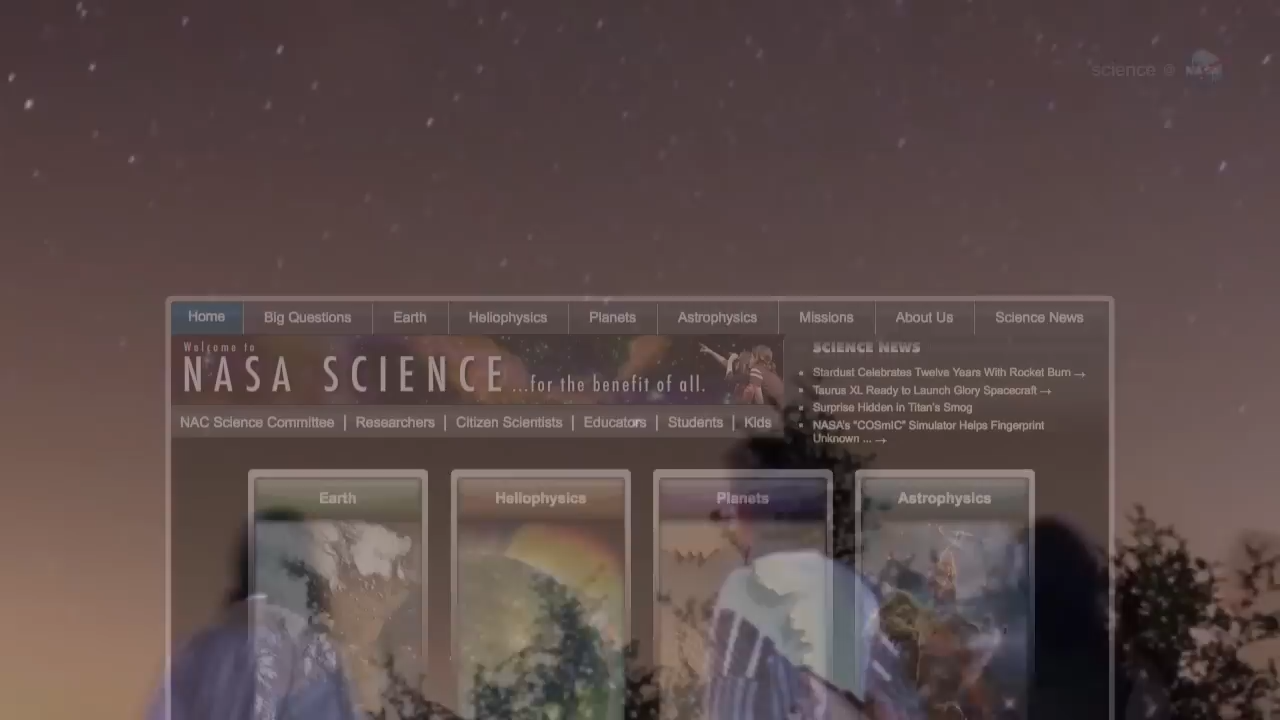 science @ NASA
Home Big Questions Earth Heliophysics Planets Astrophysics Missions About Us Science News
Welcome to
NASA SCIENCE ...for the benefit of all.
NAC Science Committee | Researchers | Citizen Scientists | Educators | Students | Kids
SCIENCE NEWS
Stardust Celebrates Twelve Years With Rocket Burn →
Taurus XL Ready to Launch Glory Spacecraft →
Surprise Hidden in Titan's Smog
NASA's "COSmIC" Simulator Helps Fingerprint
Unknown ... →
Earth Heliophysics Planets Astrophysics